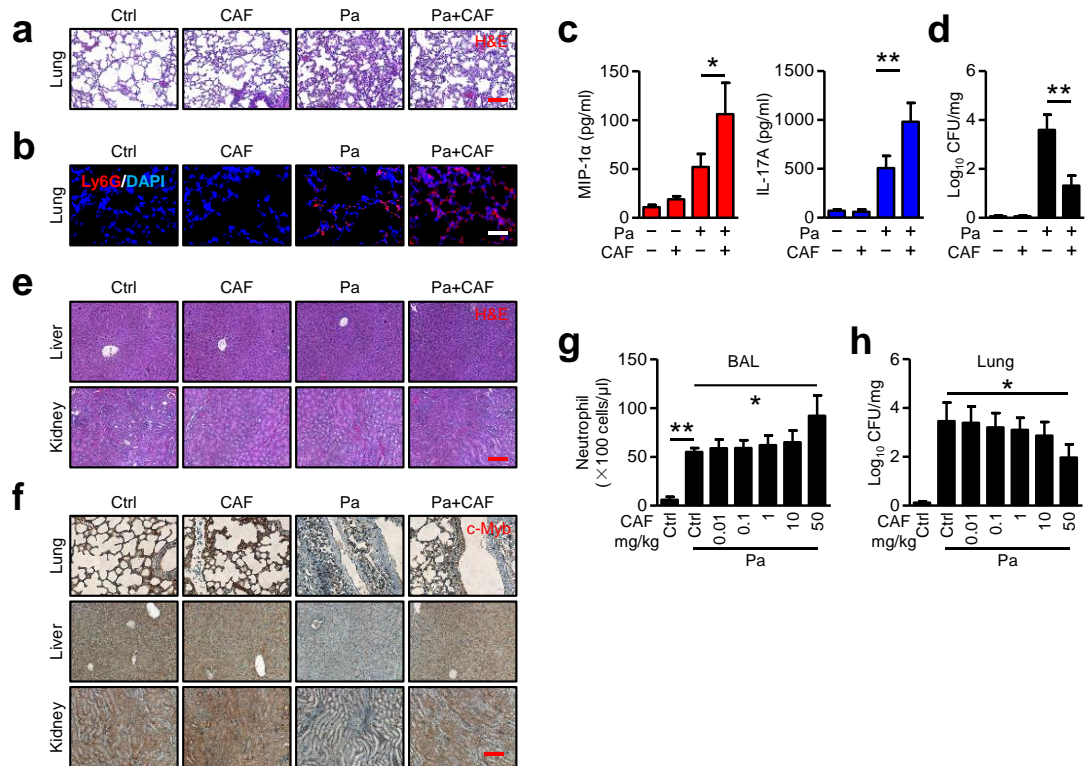 a
Ctrl CAF Pa Pa+CAF
Lung
H&E
b
Ctrl CAF Pa Pa+CAF
Lung
Ly6G/DAPI
c
MIP-1α (pg/ml)
150
100
50
0
*
Pa − − + +
CAF − + − +
IL-17A (pg/ml)
1500
1000
500
0
**
Pa − − + +
CAF − + − +
d
Log₁₀ CFU/mg
6
4
2
0
**
Pa − − + +
CAF − + − +
e
Ctrl CAF Pa Pa+CAF
Liver
H&E
Kidney
f
Ctrl CAF Pa Pa+CAF
Lung
c-Myb
Liver
Kidney
g
BAL
Neutrophil
(×100 cells/µl)
150
100
50
0
**
*
CAF
mg/kg
Ctrl Ctrl 0.01 0.1 1 10 50
Pa
h
Lung
Log₁₀ CFU/mg
6
4
2
0
*
CAF
mg/kg
Ctrl Ctrl 0.01 0.1 1 10 50
Pa